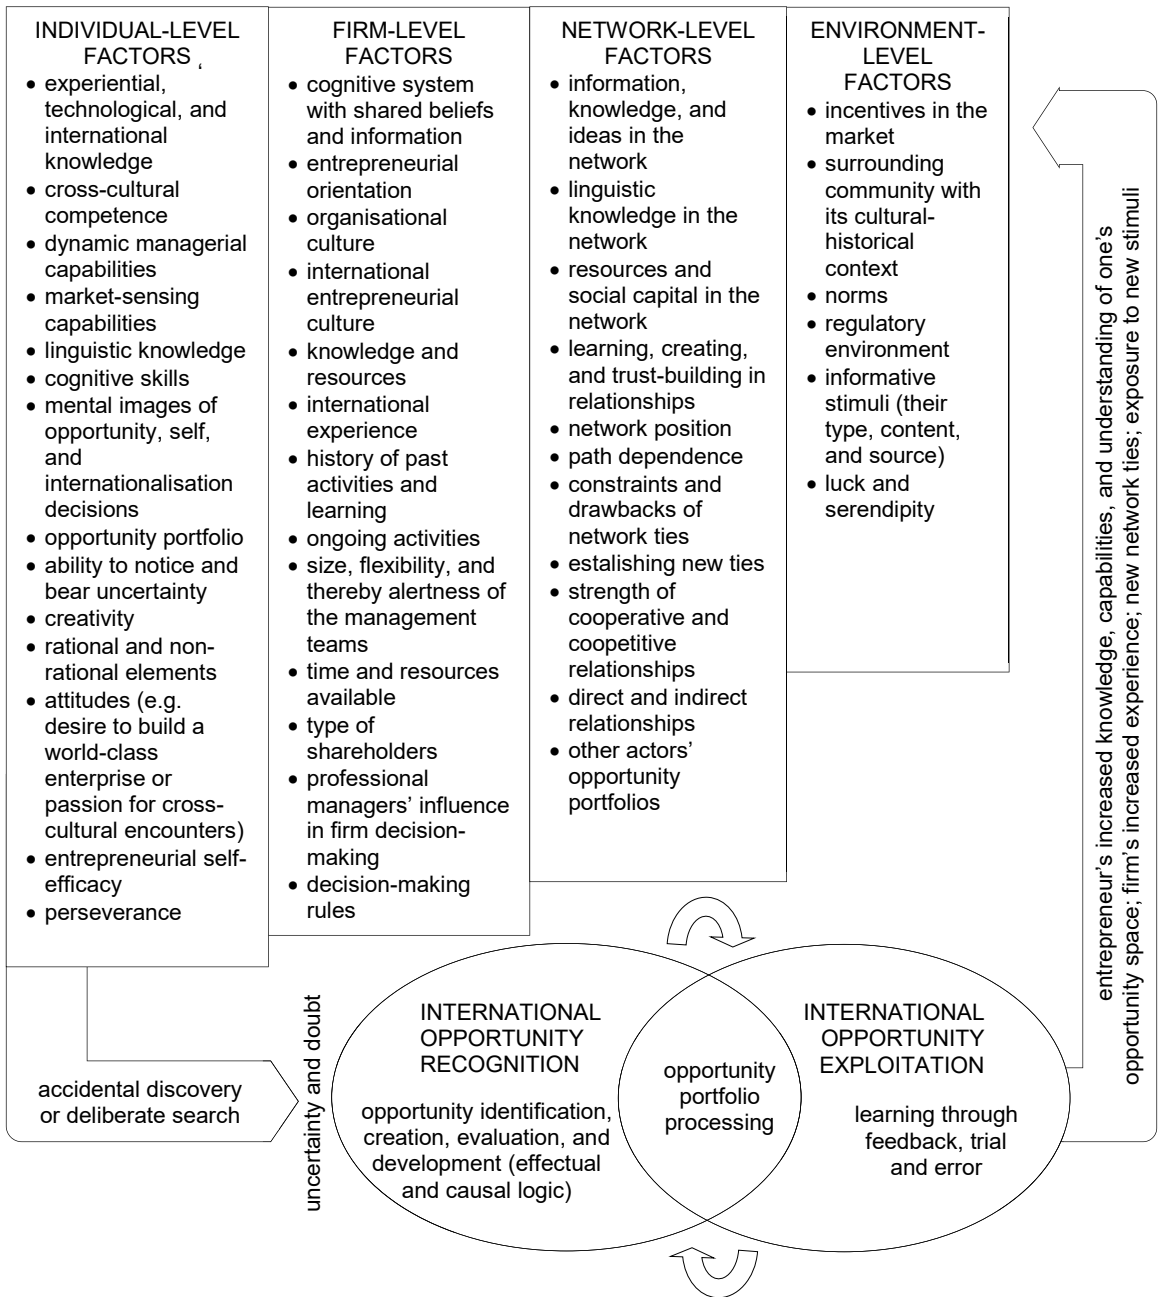 INDIVIDUAL-LEVEL
FACTORS
• experiential,
technological, and
international
knowledge
• cross-cultural
competence
• dynamic managerial
capabilities
• market-sensing
capabilities
• linguistic knowledge
• cognitive skills
• mental images of
opportunity, self,
and
internationalisation
decisions
• opportunity portfolio
• ability to notice and
bear uncertainty
• creativity
• rational and non-
rational elements
• attitudes (e.g.
desire to build a
world-class
enterprise or
passion for cross-
cultural encounters)
• entrepreneurial self-
efficacy
• perseverance
FIRM-LEVEL
FACTORS
• cognitive system
with shared beliefs
and information
• entrepreneurial
orientation
• organisational
culture
• international
entrepreneurial
culture
• knowledge and
resources
• international
experience
• history of past
activities and
learning
• ongoing activities
• size, flexibility, and
thereby alertness of
the management
teams
• time and resources
available
• type of
shareholders
• professional
managers’ influence
in firm decision-
making
• decision-making
rules
NETWORK-LEVEL
FACTORS
• information,
knowledge, and
ideas in the
network
• linguistic
knowledge in the
network
• resources and
social capital in the
network
• learning, creating,
and trust-building in
relationships
• network position
• path dependence
• constraints and
drawbacks of
network ties
• estalishing new ties
• strength of
cooperative and
coopetitive
relationships
• direct and indirect
relationships
• other actors’
opportunity
portfolios
ENVIRONMENT-
LEVEL
FACTORS
• incentives in the
market
• surrounding
community with
its cultural-
historical
context
• norms
• regulatory
environment
• informative
stimuli (their
type, content,
and source)
• luck and
serendipity
entrepreneur’s increased knowledge, capabilities, and understanding of one’s
opportunity space; firm’s increased experience; new network ties; exposure to new stimuli
accidental discovery
or deliberate search
uncertainty and doubt
INTERNATIONAL
OPPORTUNITY
RECOGNITION
opportunity identification,
creation, evaluation, and
development (effectual
and causal logic)
opportunity
portfolio
processing
INTERNATIONAL
OPPORTUNITY
EXPLOITATION
learning through
feedback, trial
and error